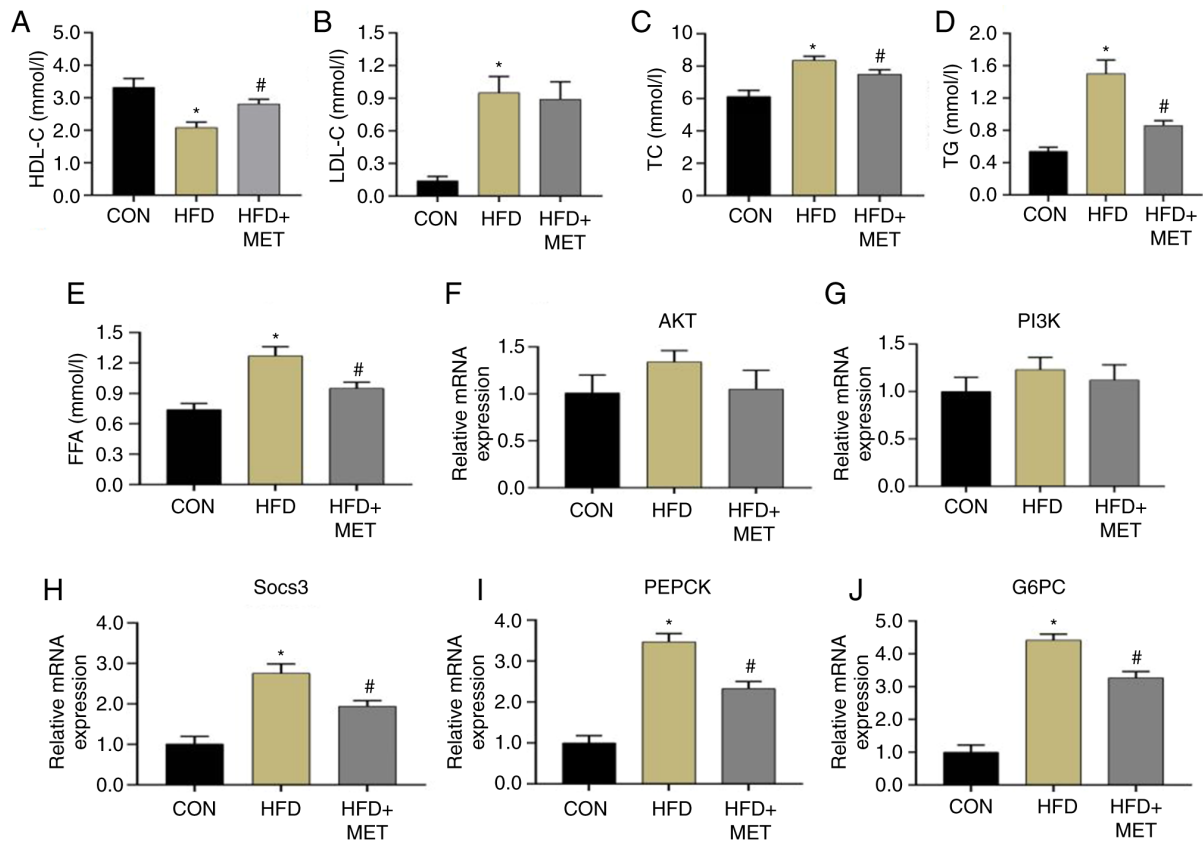 A
HDL-C (mmol/l)
5.0
4.0
3.0
2.0
1.0
0.0
*
#
CON
HFD
HFD+
MET
B
LDL-C (mmol/l)
1.5
1.2
0.9
0.6
0.3
0.0
*
CON
HFD
HFD+
MET
C
TC (mmol/l)
10
8
6
4
2
0
*
#
CON
HFD
HFD+
MET
D
TG (mmol/l)
2.0
1.6
1.2
0.8
0.4
0.0
*
#
CON
HFD
HFD+
MET
E
FFA (mmol/l)
1.5
1.2
0.9
0.6
0.3
0.0
*
#
CON
HFD
HFD+
MET
F
AKT
Relative mRNA
expression
1.5
1.0
0.5
0.0
CON
HFD
HFD+
MET
G
PI3K
Relative mRNA
expression
1.5
1.0
0.5
0.0
CON
HFD
HFD+
MET
H
Socs3
Relative mRNA
expression
4.0
3.0
2.0
1.0
0.0
*
#
CON
HFD
HFD+
MET
I
PEPCK
Relative mRNA
expression
4.0
3.0
2.0
1.0
0.0
*
#
CON
HFD
HFD+
MET
J
G6PC
Relative mRNA
expression
5.0
4.0
3.0
2.0
1.0
0.0
*
#
CON
HFD
HFD+
MET